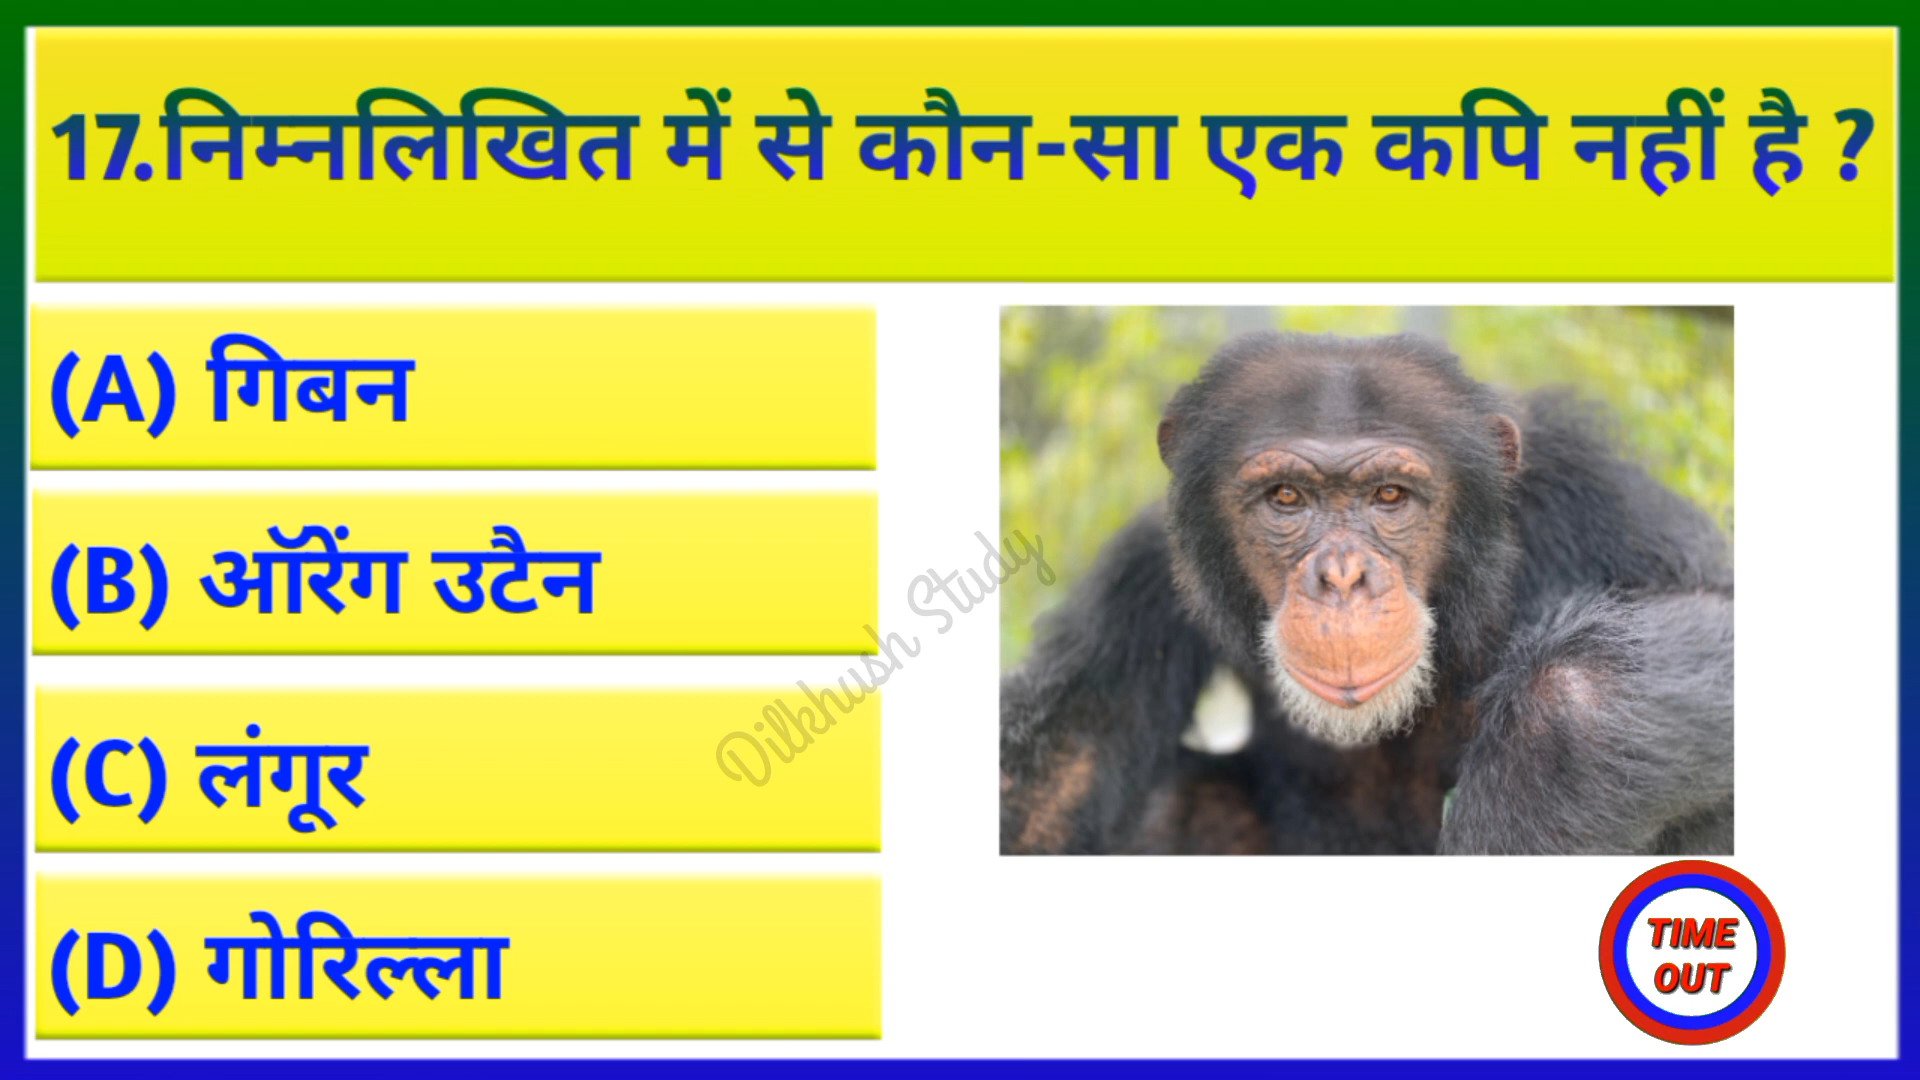 17.निम्नलिखित में से कौन-सा एक कपि नहीं है ?
(A) गिबन
(B) ऑरेंग उटैन
(C) लंगूर
(D) गोरिल्ला
Dilkhush Study
TIME
OUT